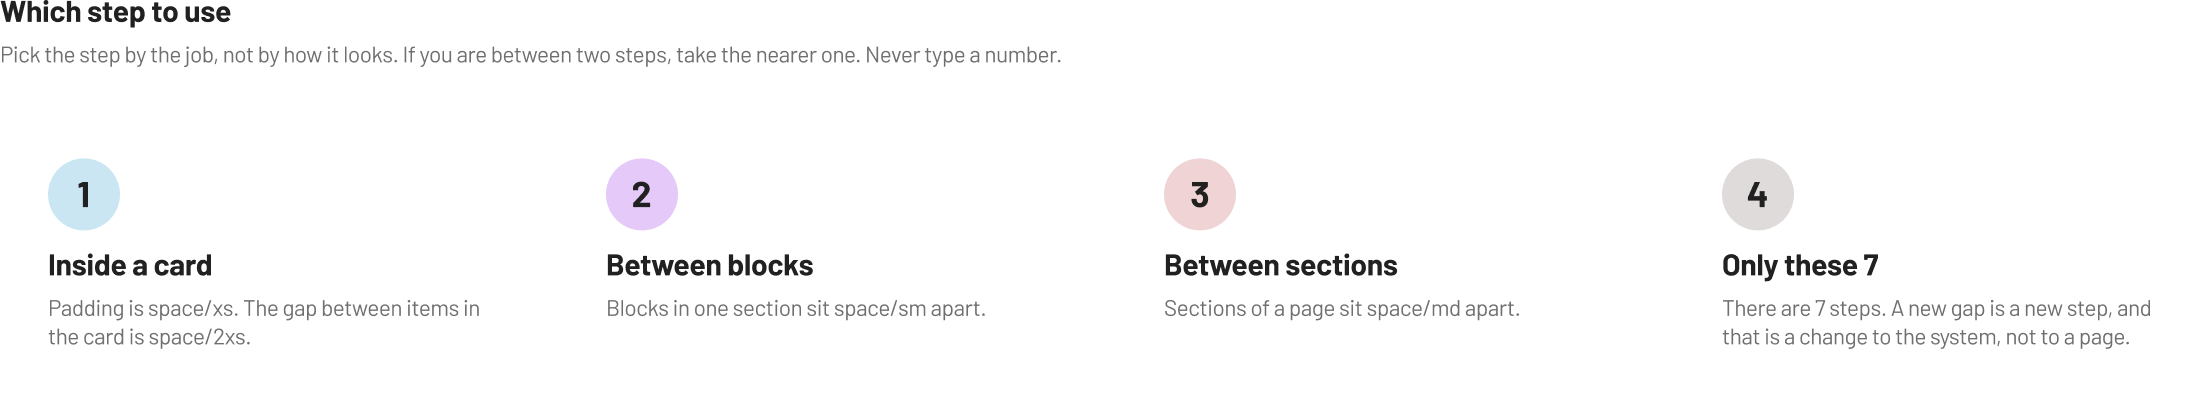 Which step to use
Pick the step by the job, not by how it looks. If you are between two steps, take the nearer one. Never type a number.
1
Inside a card
Padding is space/xs. The gap between items in
the card is space/2xs.
2
Between blocks
Blocks in one section sit space/sm apart.
3
Between sections
Sections of a page sit space/md apart.
4
Only these 7
There are 7 steps. A new gap is a new step, and
that is a change to the system, not to a page.